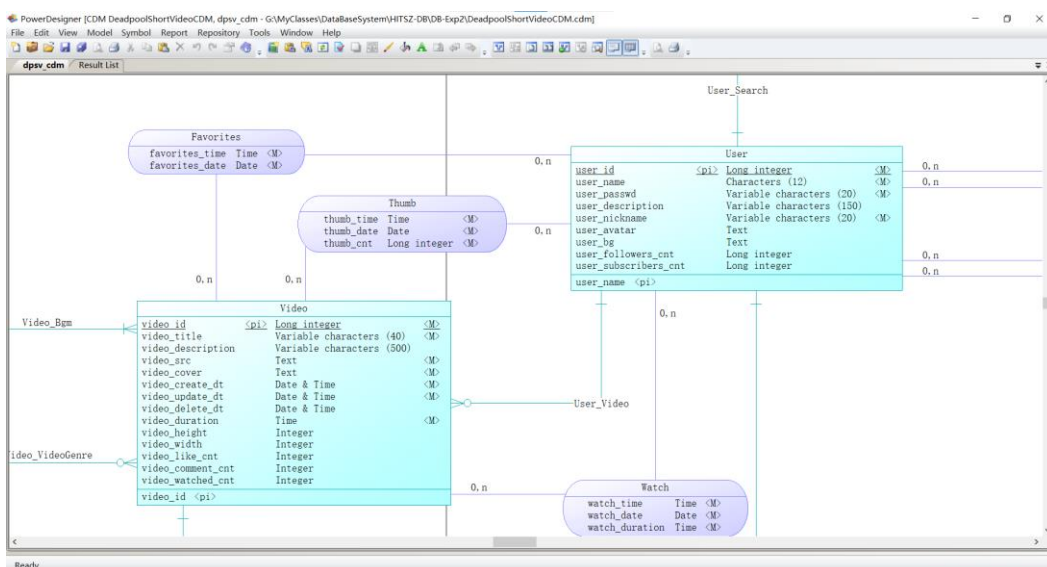 PowerDesigner [CDM DeadpoolShortVideoCDM, dpsv_cdm - G:\MyClasses\DataBaseSystem\HITSZ-DB\DB-Exp2\DeadpoolShortVideoCDM.cdm]
File Edit View Model Symbol Report Repository Tools Window Help
dpsv_cdm Result List
User_Search
Favorites
favorites_time Time <M>
favorites_date Date <M>
0,n
User
user_id <pi> Long integer <M>
user_name Characters (12) <M>
user_passwd Variable characters (20) <M>
user_description Variable characters (150)
user_nickname Variable characters (20) <M>
user_avatar Text
user_bg Text
user_followers_cnt Long integer
user_subscribers_cnt Long integer
user_name <pi>
0,n
0,n
0,n
0,n
Thumb
thumb_time Time <M>
thumb_date Date <M>
thumb_cnt Long integer <M>
0,n
0,n
0,n
0,n
Video_Bgm
Video
video_id <pi> Long integer <M>
video_title Variable characters (40) <M>
video_description Variable characters (500)
video_src Text <M>
video_cover Text <M>
video_create_dt Date & Time <M>
video_update_dt Date & Time <M>
video_delete_dt Date & Time
video_duration Time <M>
video_height Integer
video_width Integer
video_like_cnt Integer
video_comment_cnt Integer
video_watched_cnt Integer
video_id <pi>
User_Video
ideo_VideoGenre
0,n
Watch
watch_time Time <M>
watch_date Date <M>
watch_duration Time <M>
Ready